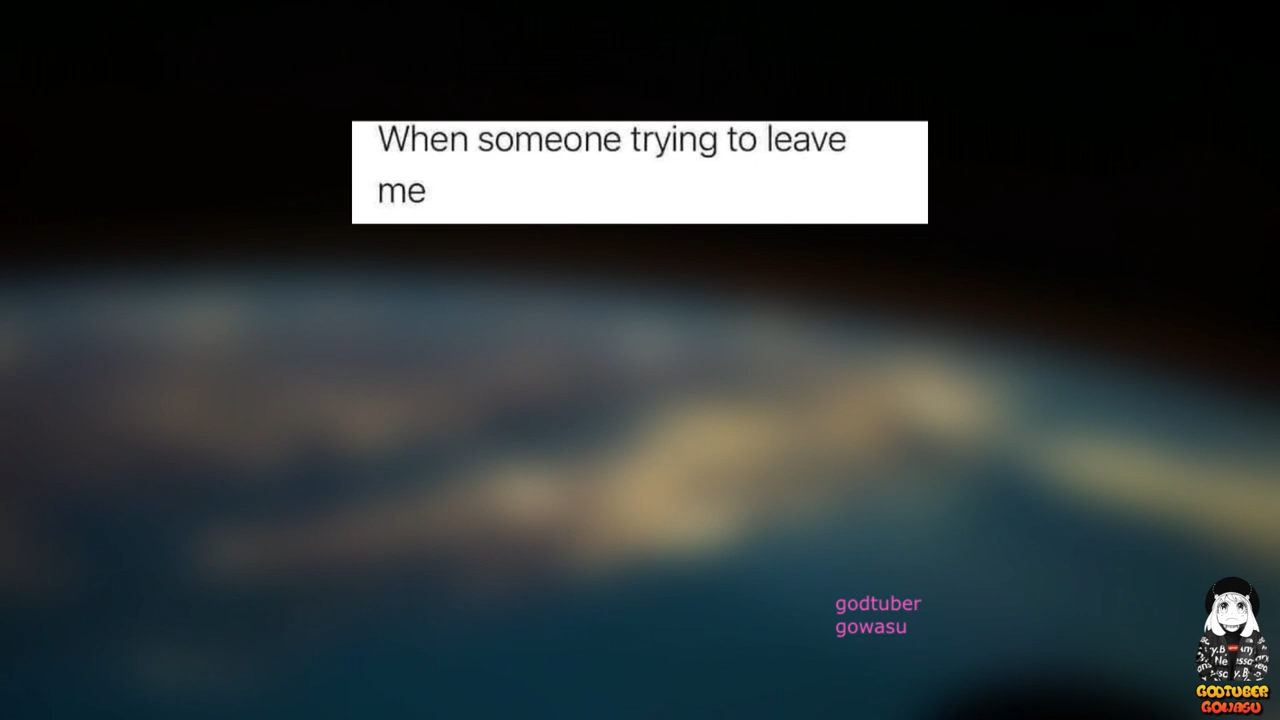 When someone trying to leave
me
godtuber
gowasu
GODTUBER
GOWASU